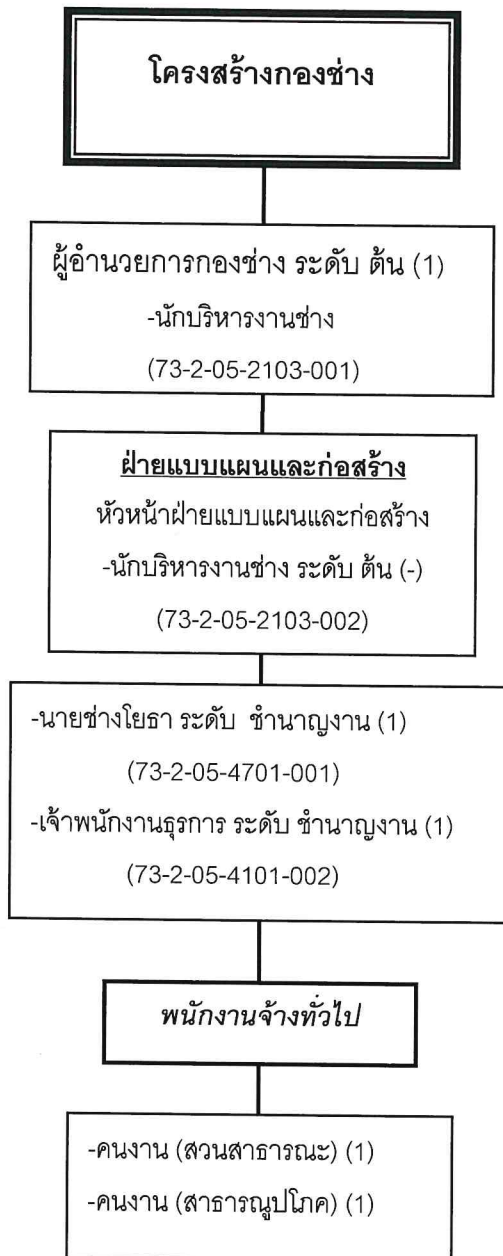 โครงสร้างกองช่าง
ผู้อำนวยการกองช่าง ระดับ ต้น (1)
-นักบริหารงานช่าง
(73-2-05-2103-001)
ฝ่ายแบบแผนและก่อสร้าง
หัวหน้าฝ่ายแบบแผนและก่อสร้าง
-นักบริหารงานช่าง ระดับ ต้น (-)
(73-2-05-2103-002)
-นายช่างโยธา ระดับ ชำนาญงาน (1)
(73-2-05-4701-001)
-เจ้าพนักงานธุรการ ระดับ ชำนาญงาน (1)
(73-2-05-4101-002)
พนักงานจ้างทั่วไป
-คนงาน (สวนสาธารณะ) (1)
-คนงาน (สาธารณูปโภค) (1)